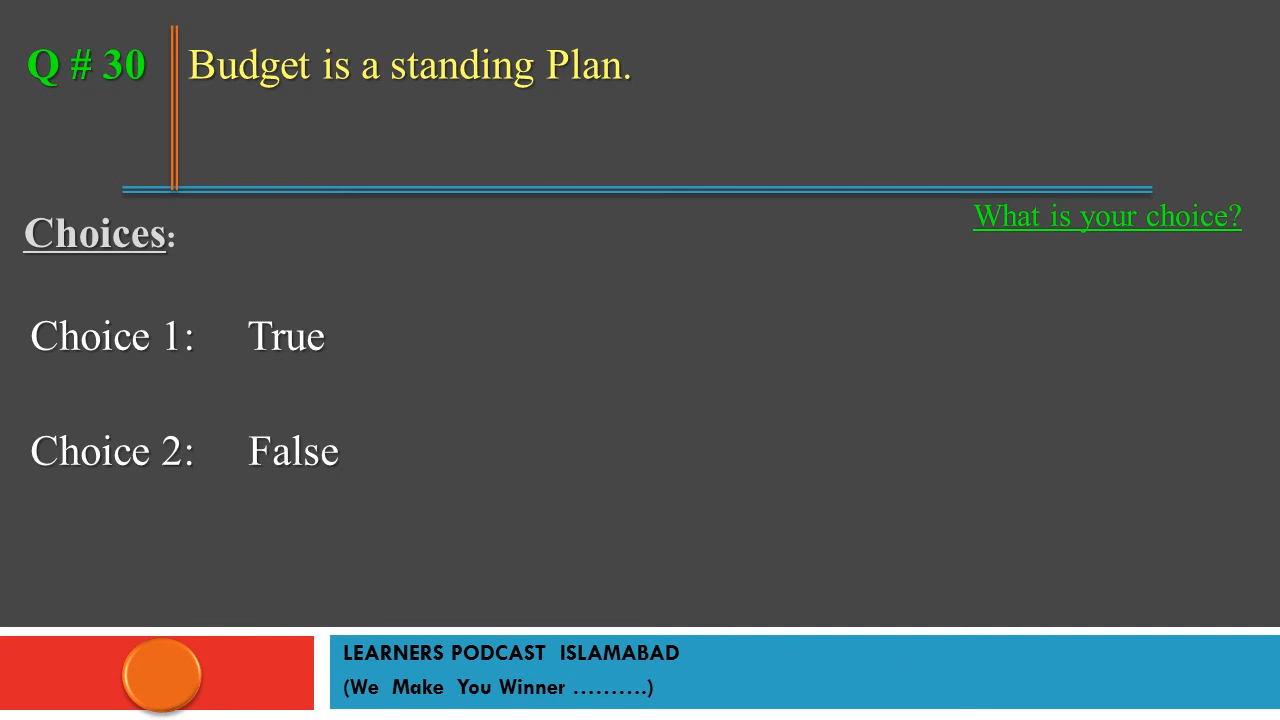 Q # 30 Budget is a standing Plan.
What is your choice?
Choices:
Choice 1: True
Choice 2: False
LEARNERS PODCAST ISLAMABAD
(We Make You Winner ……….)